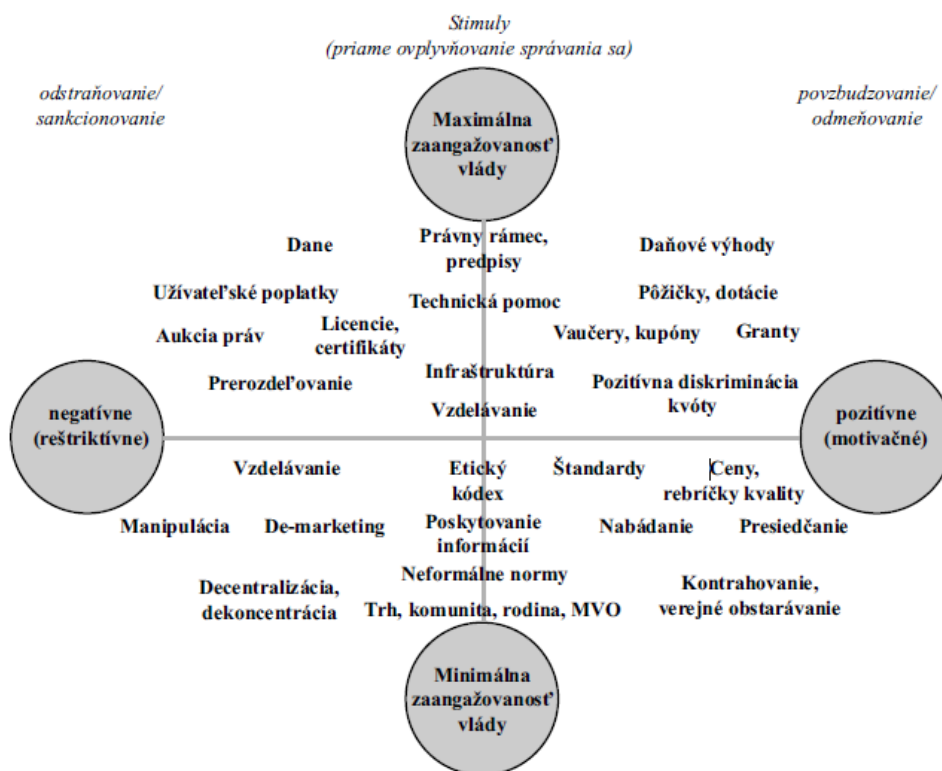 Stimuly
(priame ovplyvňovanie správania sa)
odstraňovanie/
sankcionovanie
povzbudzovanie/
odmeňovanie
Maximálna
zaangažovanosť
vlády
Dane
Právny rámec,
predpisy
Daňové výhody
Užívateľské poplatky
Technická pomoc
Pôžičky, dotácie
Aukcia práv
Licencie,
certifikáty
Vaučery, kupóny
Granty
Prerozdeľovanie
Infraštruktúra
Pozitívna diskriminácia
kvóty
Vzdelávanie
negatívne
(reštriktívne)
pozitívne
(motivačné)
Vzdelávanie
Etický
kódex
Štandardy
Ceny,
rebríčky kvality
Manipulácia
De-marketing
Poskytovanie
informácií
Nabádanie
Presiedčanie
Neformálne normy
Decentralizácia,
dekoncentrácia
Trh, komunita, rodina, MVO
Kontrahovanie,
verejné obstarávanie
Minimálna
zaangažovanosť
vlády